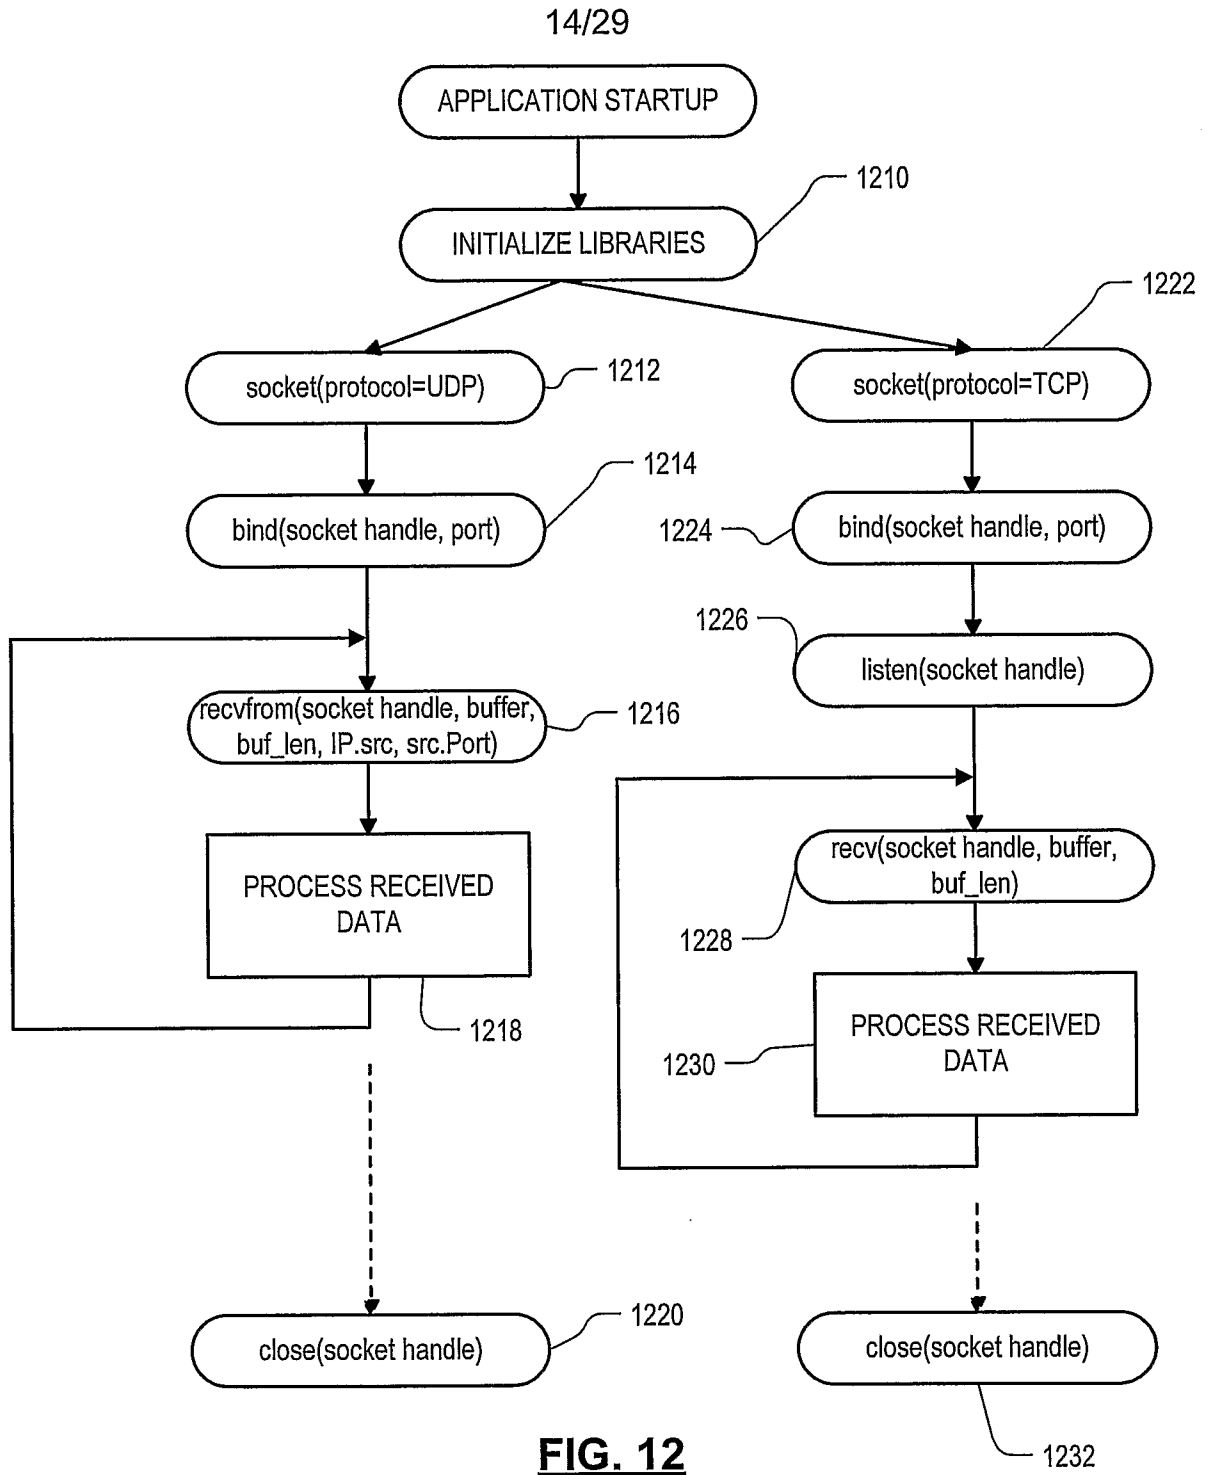 14/29
APPLICATION STARTUP
1210
INITIALIZE LIBRARIES
1222
socket(protocol=UDP)
1212
socket(protocol=TCP)
1214
bind(socket handle, port)
1224
bind(socket handle, port)
1226
listen(socket handle)
recvfrom(socket handle, buffer,
buf_len, IP.src, src.Port)
1216
recv(socket handle, buffer,
buf_len)
1228
PROCESS RECEIVED
DATA
1218
PROCESS RECEIVED
DATA
1230
close(socket handle)
1220
close(socket handle)
1232
FIG. 12